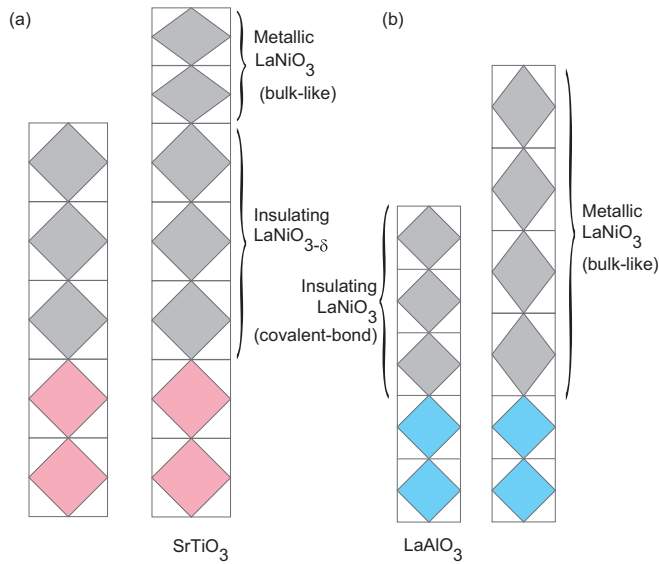 (a)
Metallic
LaNiO3
(bulk-like)
Insulating
LaNiO3-δ
SrTiO3
(b)
Insulating
LaNiO3
(covalent-bond)
Metallic
LaNiO3
(bulk-like)
LaAlO3